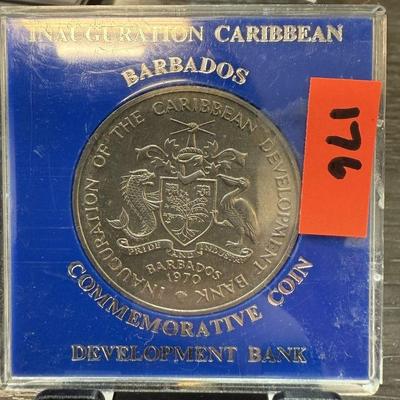 INAUGURATION CARIBBEAN
BARBADOS
INAUGURATION OF THE CARIBBEAN DEVELOPMENT BANK
PRIDE AND INDUSTRY
BARBADOS
1970
COMMEMORATIVE COIN
DEVELOPMENT BANK
176